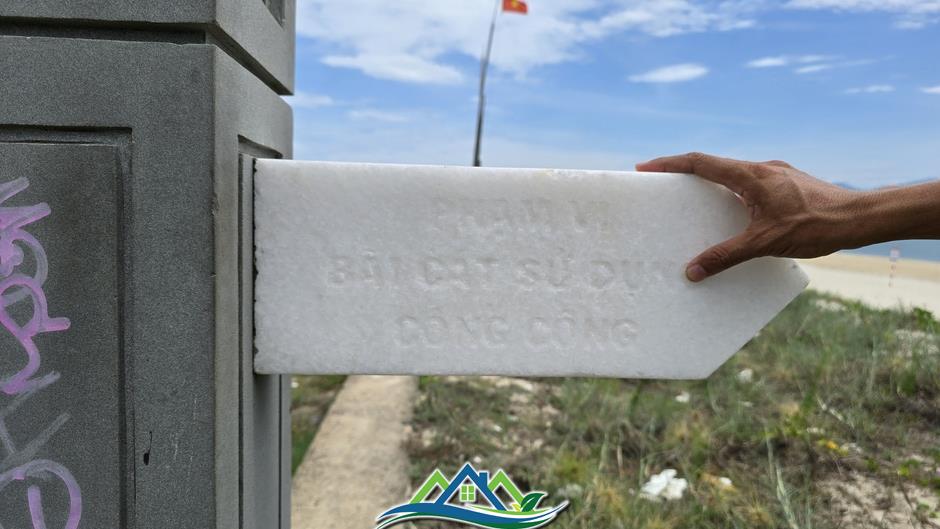 PHẠM VI
BÃI CÁT SỬ DỤNG
CÔNG CỘNG